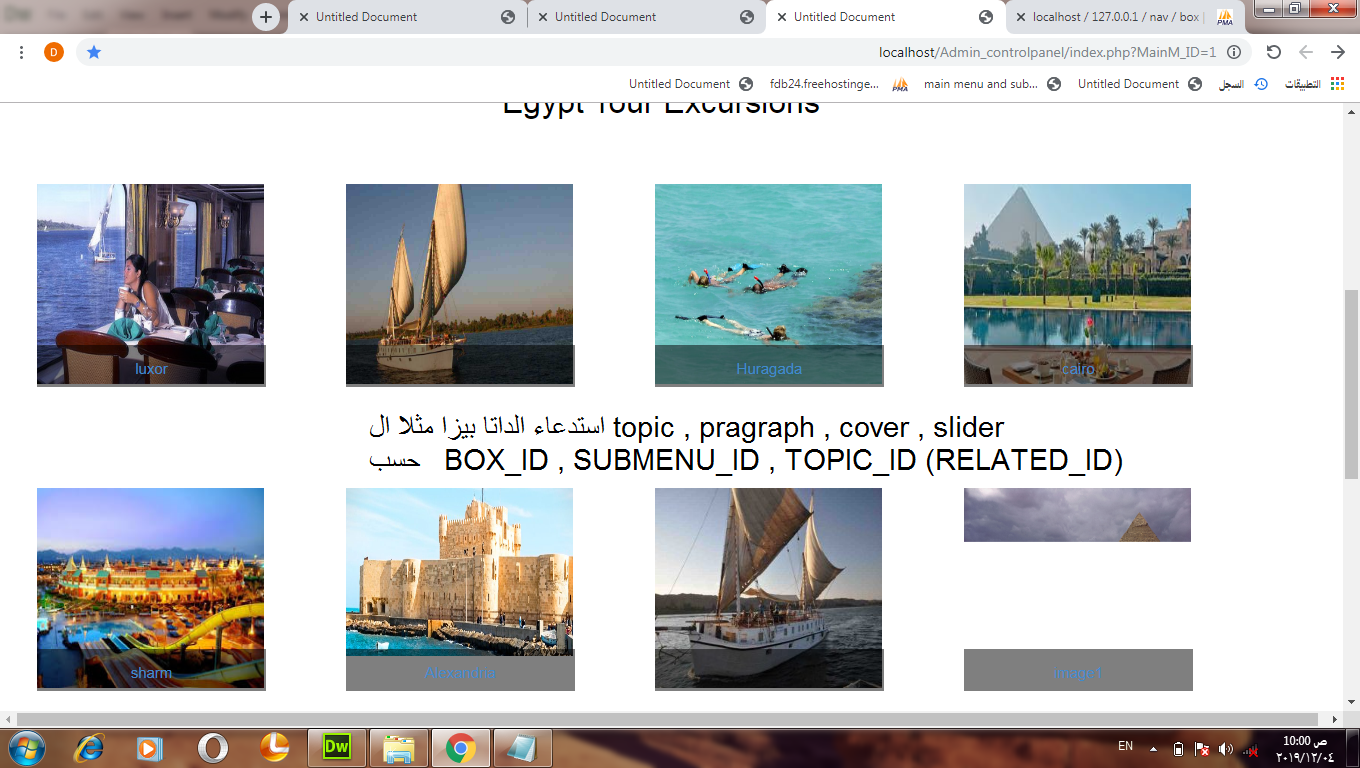 Untitled Document
Untitled Document
Untitled Document
localhost / 127.0.0.1 / nav / box |
D
localhost/Admin_controlpanel/index.php?MainM_ID=1
Untitled Document
fdb24.freehostinge...
main menu and sub...
Untitled Document
السجل
التطبيقات
Egypt Tour Excursions
luxor
Huragada
cairo
استدعاء الداتا بيزا مثلا ال topic , pragraph , cover , slider
حسب BOX_ID , SUBMENU_ID , TOPIC_ID (RELATED_ID)
sharm
Dw
EN
10:00 ص
٢٠١٩/١٢/٠٤